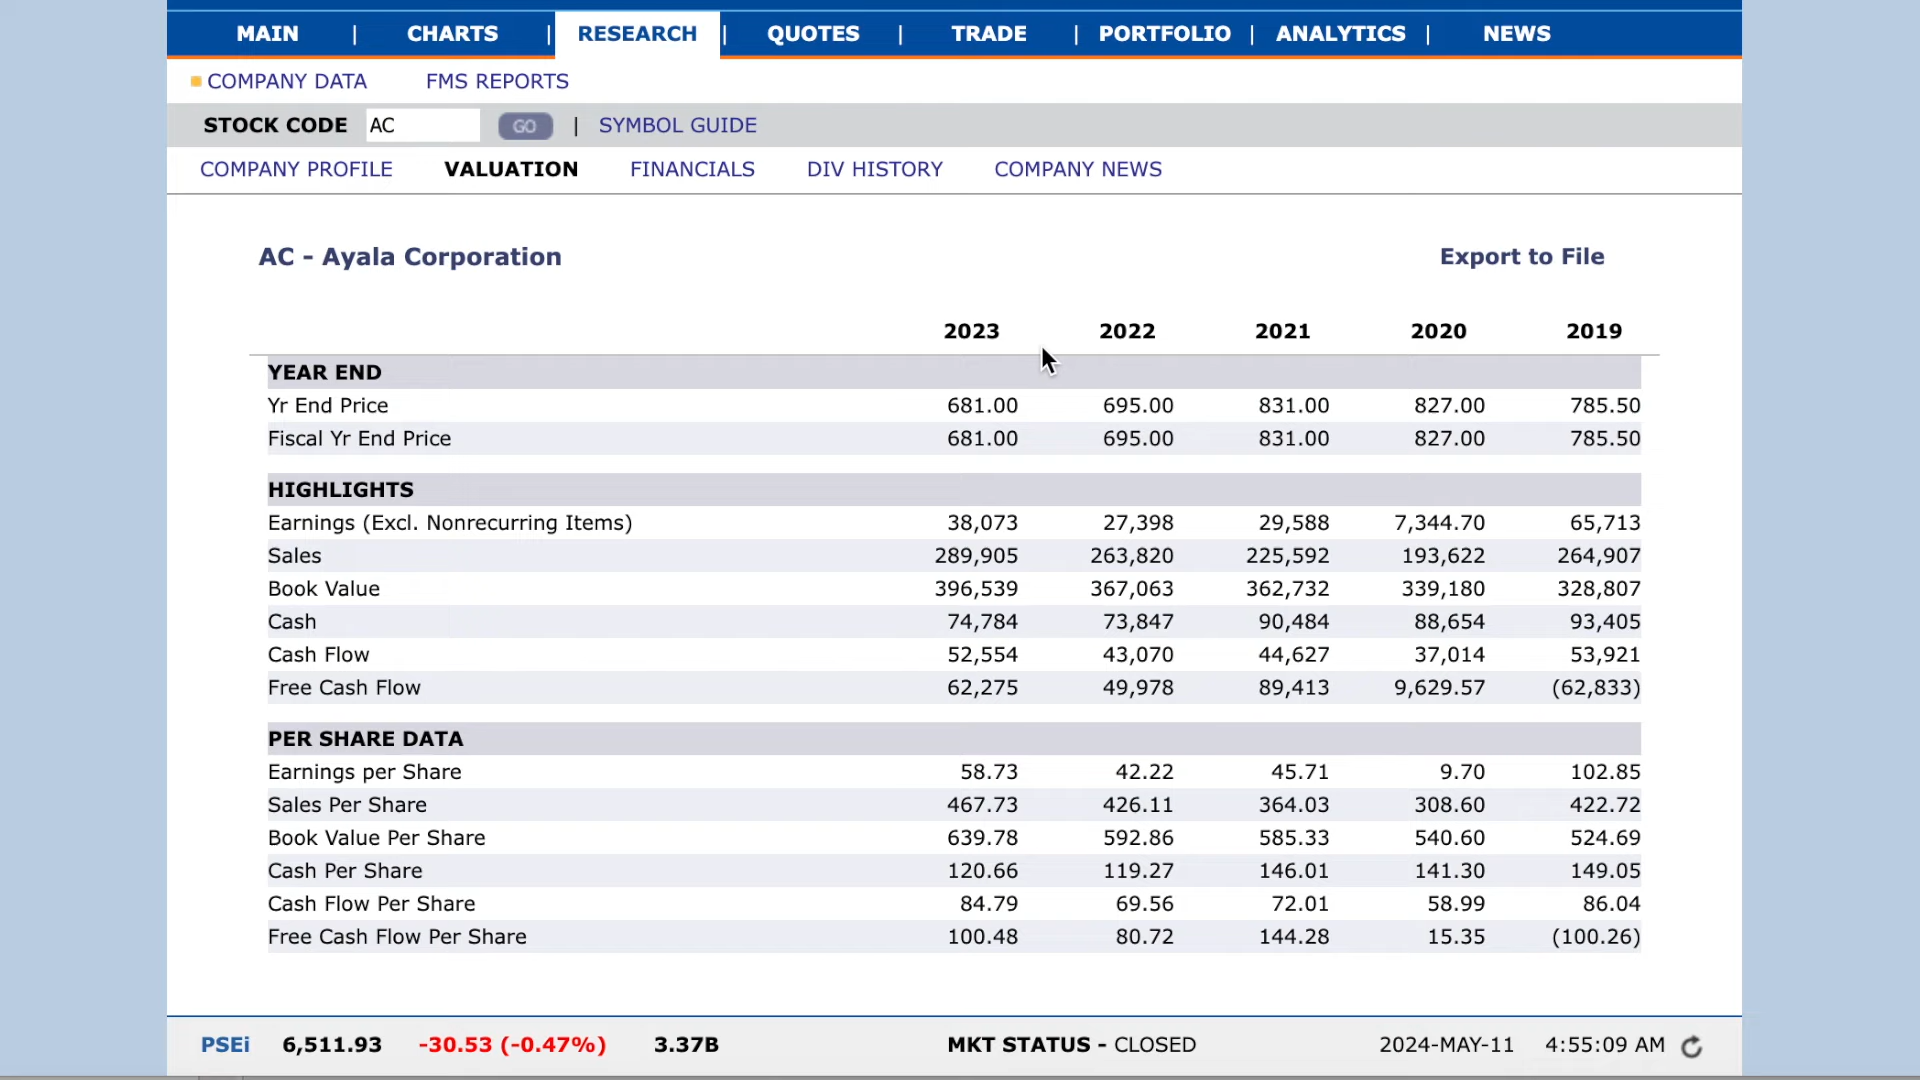 MAIN | CHARTS | RESEARCH | QUOTES | TRADE | PORTFOLIO | ANALYTICS | NEWS
COMPANY DATA FMS REPORTS
STOCK CODE AC GO | SYMBOL GUIDE
COMPANY PROFILE VALUATION FINANCIALS DIV HISTORY COMPANY NEWS
AC - Ayala Corporation Export to File
2023 2022 2021 2020 2019
YEAR END
Yr End Price 681.00 695.00 831.00 827.00 785.50
Fiscal Yr End Price 681.00 695.00 831.00 827.00 785.50
HIGHLIGHTS
Earnings (Excl. Nonrecurring Items) 38,073 27,398 29,588 7,344.70 65,713
Sales 289,905 263,820 225,592 193,622 264,907
Book Value 396,539 367,063 362,732 339,180 328,807
Cash 74,784 73,847 90,484 88,654 93,405
Cash Flow 52,554 43,070 44,627 37,014 53,921
Free Cash Flow 62,275 49,978 89,413 9,629.57 (62,833)
PER SHARE DATA
Earnings per Share 58.73 42.22 45.71 9.70 102.85
Sales Per Share 467.73 426.11 364.03 308.60 422.72
Book Value Per Share 639.78 592.86 585.33 540.60 524.69
Cash Per Share 120.66 119.27 146.01 141.30 149.05
Cash Flow Per Share 84.79 69.56 72.01 58.99 86.04
Free Cash Flow Per Share 100.48 80.72 144.28 15.35 (100.26)
PSEi 6,511.93 -30.53 (-0.47%) 3.37B MKT STATUS - CLOSED 2024-MAY-11 4:55:09 AM